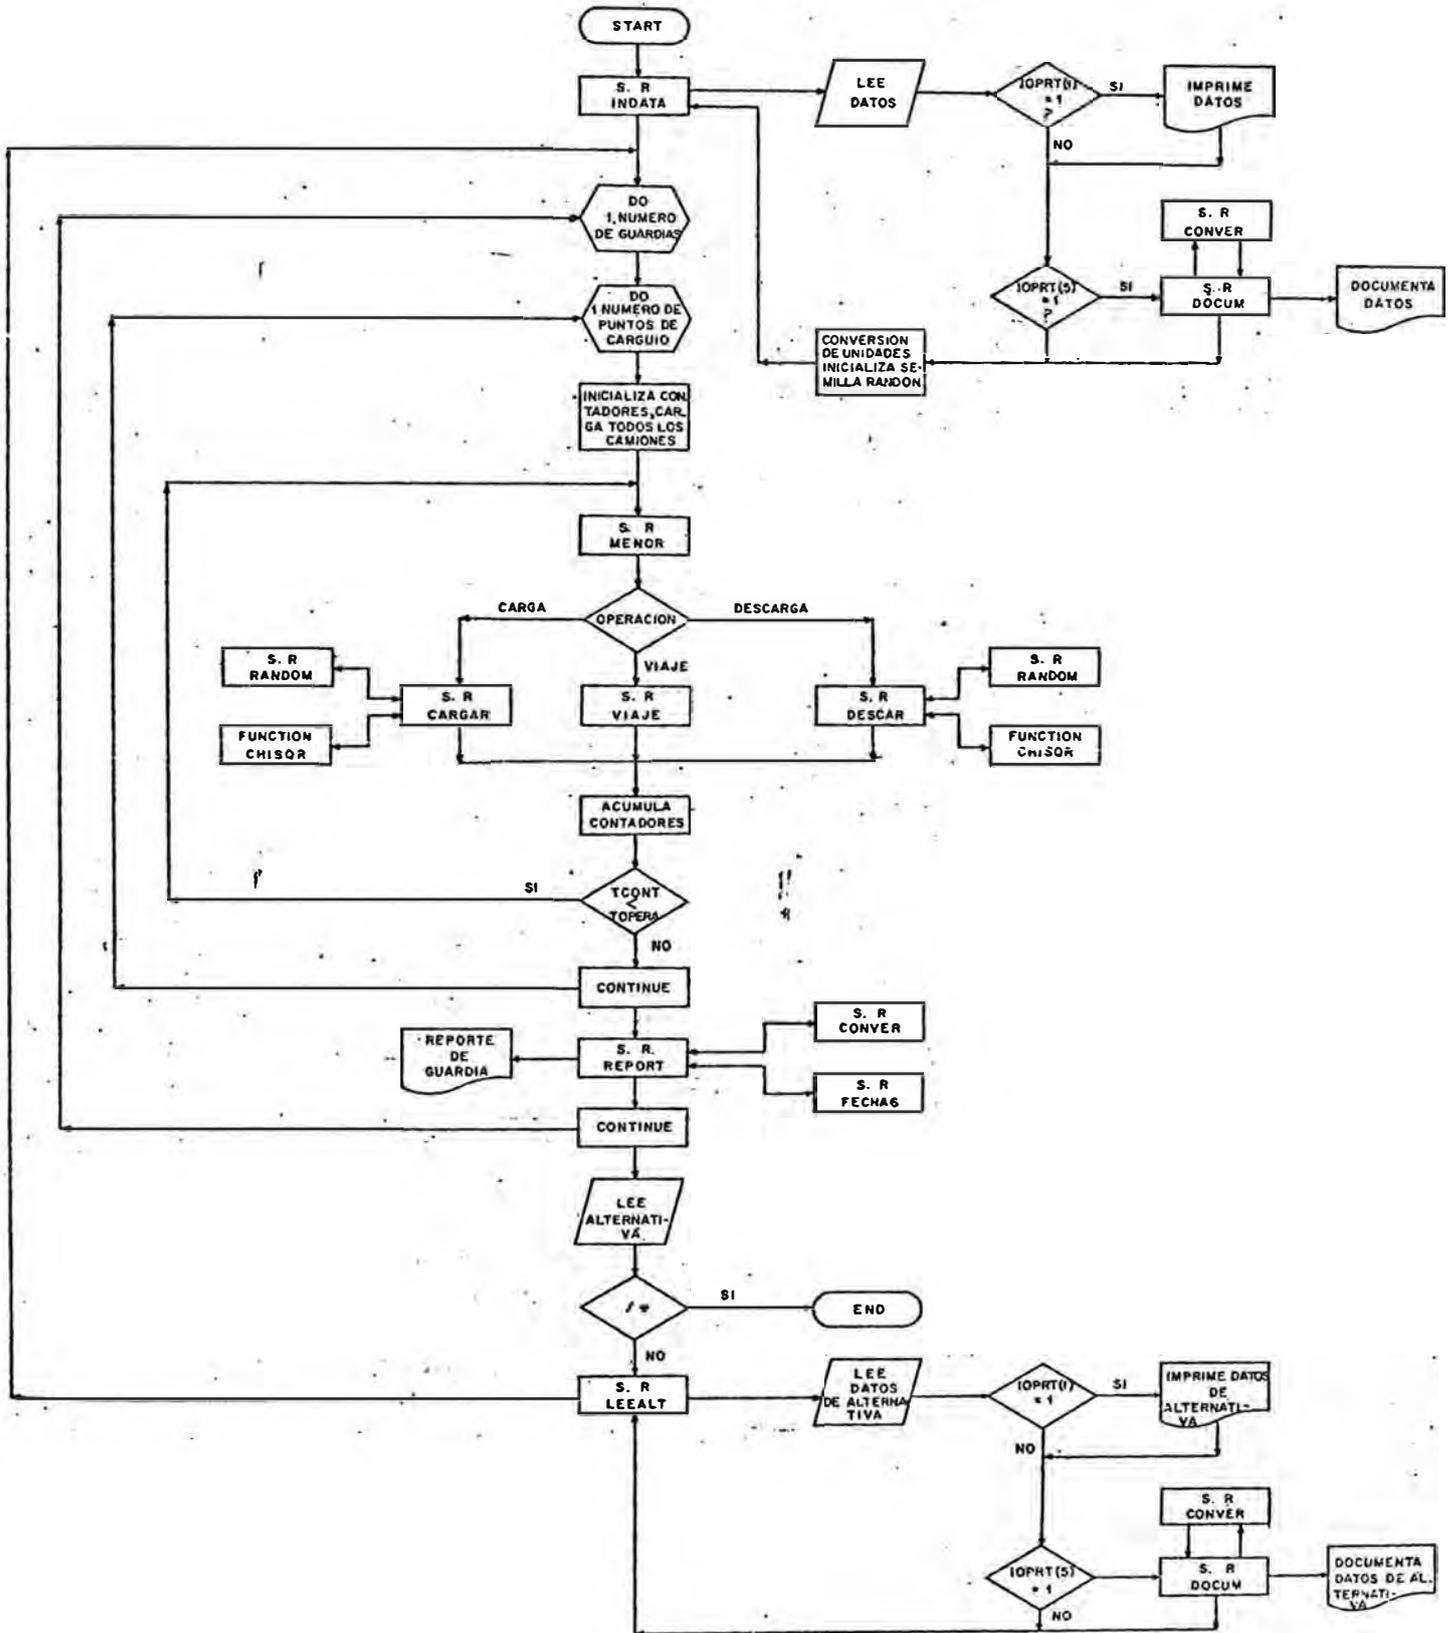 START
S. R
INDATA
LEE
DATOS
IOPRT(1)
= 1
?
SI
IMPRIME
DATOS
NO
DO
1, NUMERO
DE GUARDIAS
S. R
CONVER
DO
1 NUMERO DE
PUNTOS DE
CARGUIO
IOPRT(5)
= 1
?
SI
S. R
DOCUM
DOCUMENTA
DATOS
CONVERSION
DE UNIDADES
INICIALIZA SE-
MILLA RANDON
INICIALIZA CON
TADORES, CAR-
GA TODOS LOS
CAMIONES
S. R
MENOR
CARGA
OPERACION
DESCARGA
VIAJE
S. R
RANDOM
S. R
CARGAR
FUNCTION
CHISQR
S. R
VIAJE
S. R
DESCAR
S. R
RANDOM
FUNCTION
CHISQR
ACUMULA
CONTADORES
SI
TCONT
<
TOPERA
NO
CONTINUE
REPORTE
DE
GUARDIA
S. R.
REPORT
S. R
CONVER
S. R
FECHA6
CONTINUE
LEE
ALTERNATI-
VA
SI
END
NO
S. R
LEEALT
LEE
DATOS
DE ALTERNA
TIVA
IOPRT(1)
= 1
SI
IMPRIME DATOS
DE
ALTERNATI-
VA
NO
S. R
CONVER
IOPRT(5)
= 1
S. R
DOCUM
DOCUMENTA
DATOS DE AL.
TERNATI-
VA
NO